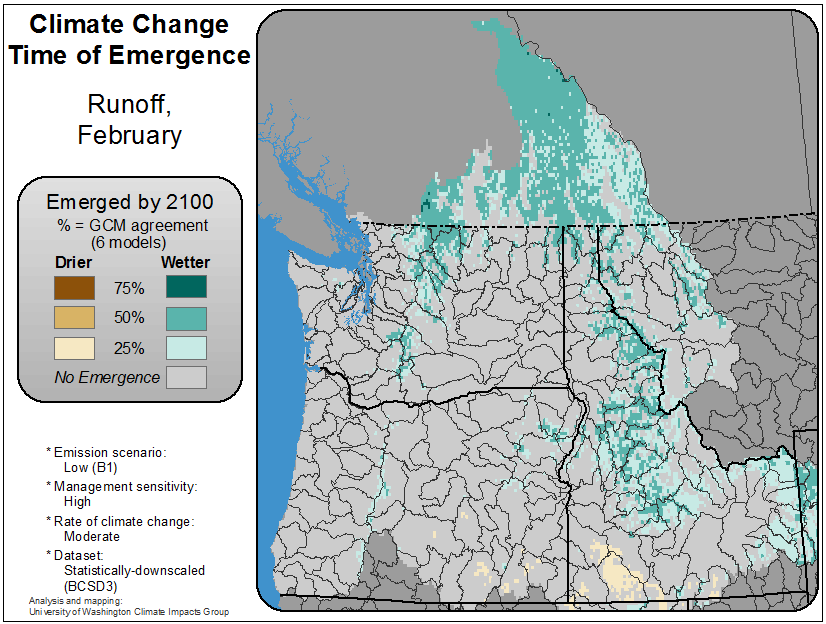 Climate Change
Time of Emergence
Runoff,
February
Emerged by 2100
% = GCM agreement
(6 models)
Drier Wetter
75%
50%
25%
No Emergence
* Emission scenario:
Low (B1)
* Management sensitivity:
High
* Rate of climate change:
Moderate
* Dataset:
Statistically-downscaled
(BCSD3)
Analysis and mapping:
University of Washington Climate Impacts Group